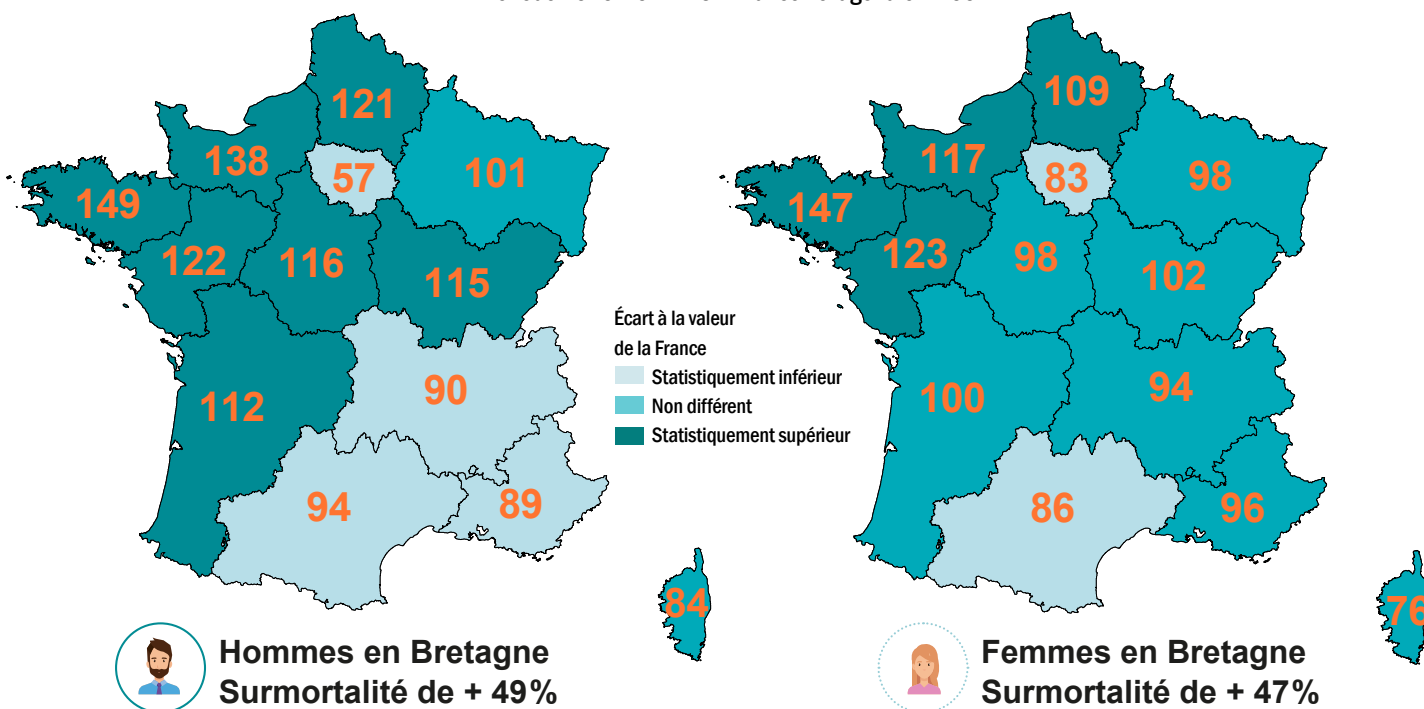 121
109
138
57
101
117
83
98
149
147
122
116
115
123
98
102
Écart à la valeur
de la France
Statistiquement inférieur
Non différent
Statistiquement supérieur
112
90
100
94
94
89
86
96
84
76
Hommes en Bretagne
Surmortalité de + 49%
Femmes en Bretagne
Surmortalité de + 47%